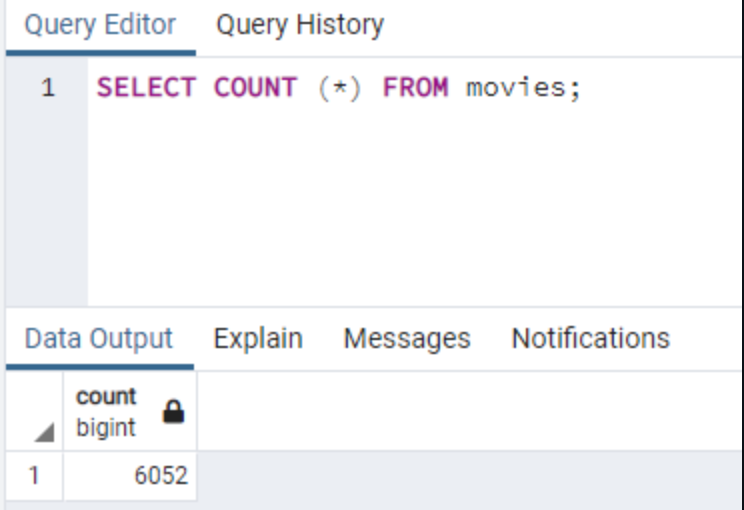 Query Editor Query History
1 SELECT COUNT (*) FROM movies;
Data Output Explain Messages Notifications
count
bigint
1 6052